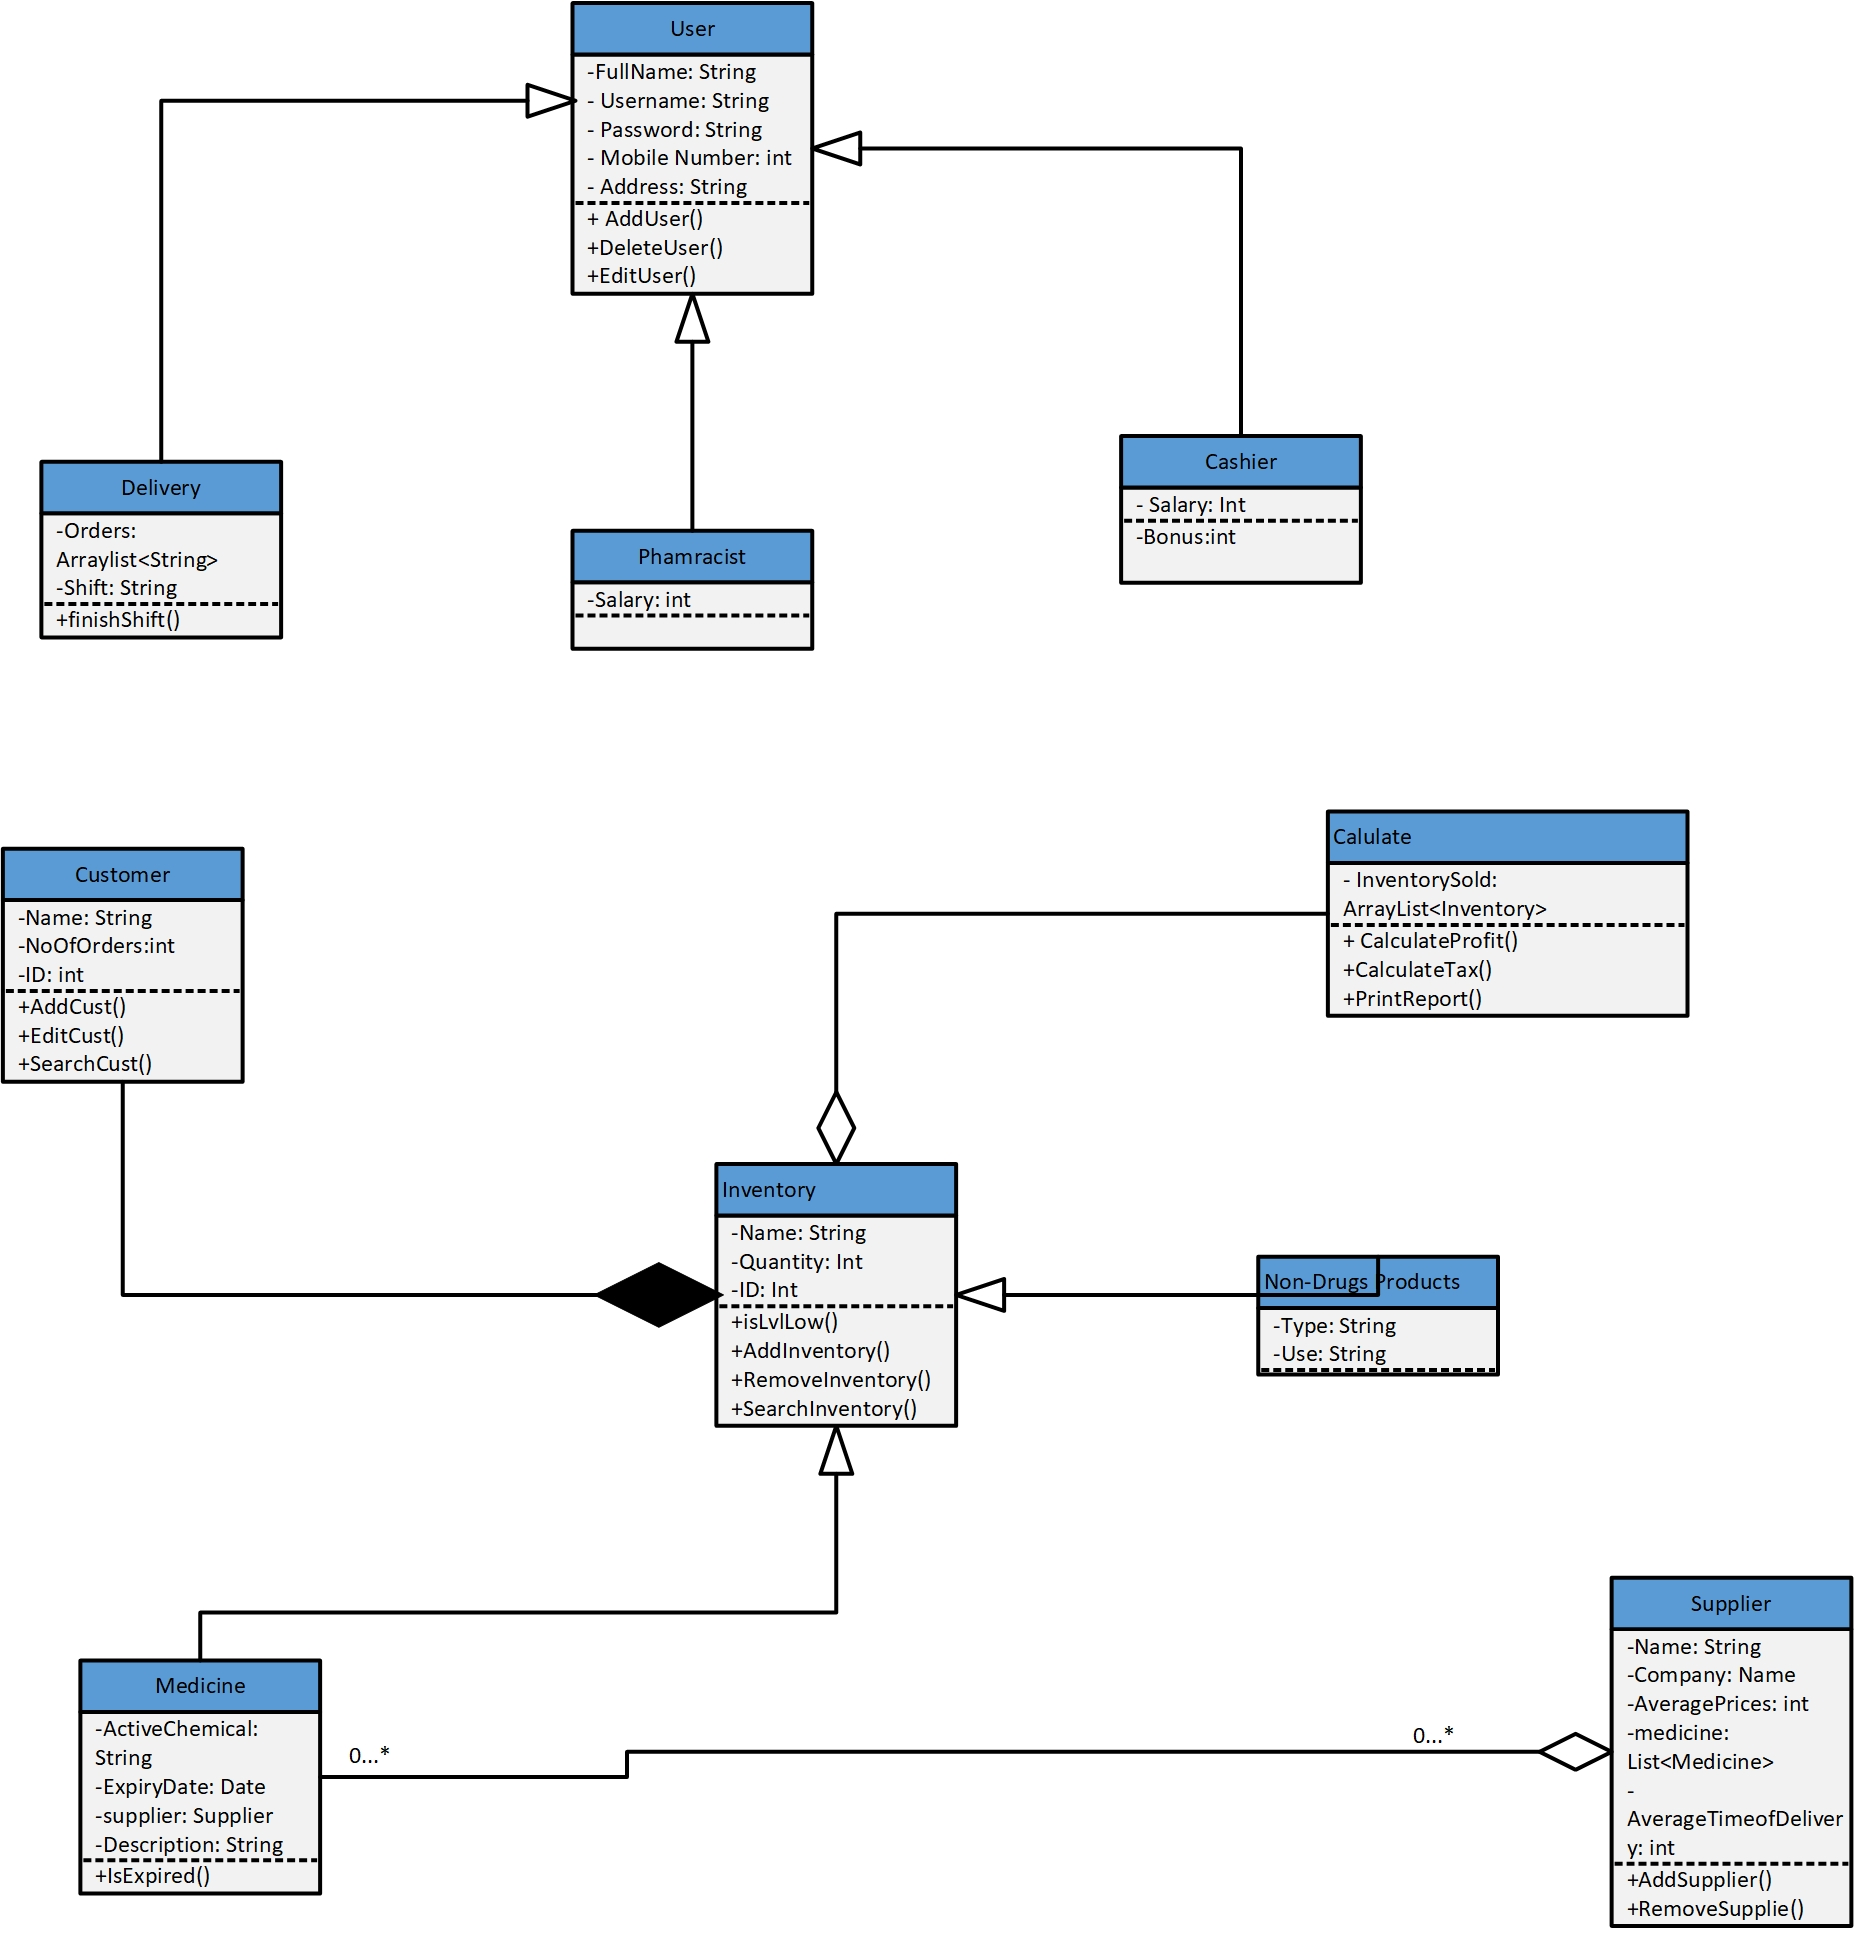 User
-FullName: String
- Username: String
- Password: String
- Mobile Number: int
- Address: String
+ AddUser()
+DeleteUser()
+EditUser()
Delivery
-Orders:
Arraylist<String>
-Shift: String
+finishShift()
Phamracist
-Salary: int
Cashier
- Salary: Int
-Bonus:int
Customer
-Name: String
-NoOfOrders:int
-ID: int
+AddCust()
+EditCust()
+SearchCust()
Calulate
- InventorySold:
ArrayList<Inventory>
+ CalculateProfit()
+CalculateTax()
+PrintReport()
Inventory
-Name: String
-Quantity: Int
-ID: Int
+isLvlLow()
+AddInventory()
+RemoveInventory()
+SearchInventory()
Non-Drugs Products
-Type: String
-Use: String
Medicine
-ActiveChemical:
String
-ExpiryDate: Date
-supplier: Supplier
-Description: String
+IsExpired()
0...*
0...*
Supplier
-Name: String
-Company: Name
-AveragePrices: int
-medicine:
List<Medicine>
-
AverageTimeofDeliver
y: int
+AddSupplier()
+RemoveSupplie()